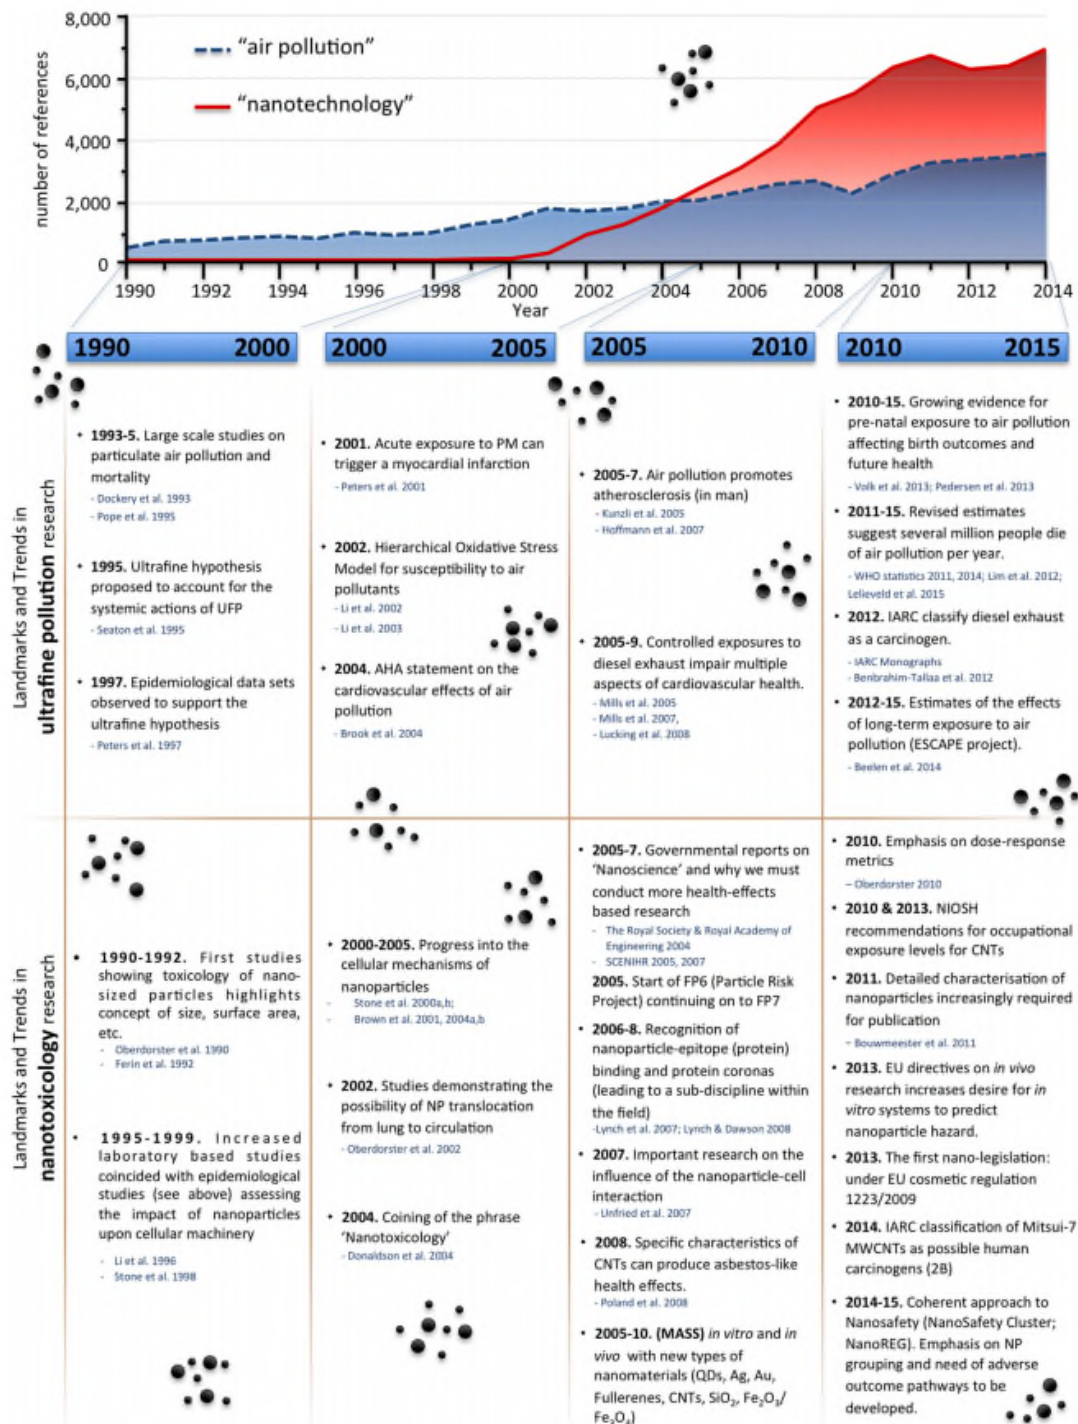 8,000
6,000
4,000
2,000
0
number of references
"air pollution"
"nanotechnology"
1990 1992 1994 1996 1998 2000 2002 2004 2006 2008 2010 2012 2014
Year
1990 2000
2000 2005
2005 2010
2010 2015
Landmarks and Trends in
ultrafine pollution research
• 1993-5. Large scale studies on
particulate air pollution and
mortality
- Dockery et al. 1993
- Pope et al. 1995
• 1995. Ultrafine hypothesis
proposed to account for the
systemic actions of UFP
- Seaton et al. 1995
• 1997. Epidemiological data sets
observed to support the
ultrafine hypothesis
- Peters et al. 1997
• 2001. Acute exposure to PM can
trigger a myocardial infarction
- Peters et al. 2001
• 2002. Hierarchical Oxidative Stress
Model for susceptibility to air
pollutants
- Li et al. 2002
- Li et al. 2003
• 2004. AHA statement on the
cardiovascular effects of air
pollution
- Brook et al. 2004
• 2005-7. Air pollution promotes
atherosclerosis (in man)
- Kunzli et al. 2005
- Hoffmann et al. 2007
• 2005-9. Controlled exposures to
diesel exhaust impair multiple
aspects of cardiovascular health.
- Mills et al. 2005
- Mills et al. 2007,
- Lucking et al. 2008
• 2010-15. Growing evidence for
pre-natal exposure to air pollution
affecting birth outcomes and
future health
- Volk et al. 2013; Pedersen et al. 2013
• 2011-15. Revised estimates
suggest several million people die
of air pollution per year.
- WHO statistics 2011, 2014; Lim et al. 2012;
Lelieveld et al. 2015
• 2012. IARC classify diesel exhaust
as a carcinogen.
- IARC Monographs
- Benbrahim-Tallaa et al. 2012
• 2012-15. Estimates of the effects
of long-term exposure to air
pollution (ESCAPE project).
- Beelen et al. 2014
Landmarks and Trends in
nanotoxicology research
• 1990-1992. First studies
showing toxicology of nano-
sized particles highlights
concept of size, surface area,
etc.
- Oberdorster et al. 1990
- Ferin et al. 1992
• 1995-1999. Increased
laboratory based studies
coincided with epidemiological
studies (see above) assessing
the impact of nanoparticles
upon cellular machinery
- Li et al. 1996
- Stone et al. 1998
• 2000-2005. Progress into the
cellular mechanisms of
nanoparticles
- Stone et al. 2000a,b;
- Brown et al. 2001, 2004a,b
• 2002. Studies demonstrating the
possibility of NP translocation
from lung to circulation
- Oberdorster et al. 2002
• 2004. Coining of the phrase
'Nanotoxicology'
- Donaldson et al. 2004
• 2005-7. Governmental reports on
'Nanoscience' and why we must
conduct more health-effects
based research
- The Royal Society & Royal Academy of
Engineering 2004
- SCENIHR 2005, 2007
2005. Start of FP6 (Particle Risk
Project) continuing on to FP7
• 2006-8. Recognition of
nanoparticle-epitope (protein)
binding and protein coronas
(leading to a sub-discipline within
the field)
-Lynch et al. 2007; Lynch & Dawson 2008
• 2007. Important research on the
influence of the nanoparticle-cell
interaction
- Unfried et al. 2007
• 2008. Specific characteristics of
CNTs can produce asbestos-like
health effects.
- Poland et al. 2008
• 2005-10. (MASS) in vitro and in
vivo with new types of
nanomaterials (QDs, Ag, Au,
Fullerenes, CNTs, SiO₂, Fe₂O₃/
Fe₃O₄)
• 2010. Emphasis on dose-response
metrics
– Oberdorster 2010
• 2010 & 2013. NIOSH
recommendations for occupational
exposure levels for CNTs
• 2011. Detailed characterisation of
nanoparticles increasingly required
for publication
– Bouwmeester et al. 2011
• 2013. EU directives on in vivo
research increases desire for in
vitro systems to predict
nanoparticle hazard.
• 2013. The first nano-legislation:
under EU cosmetic regulation
1223/2009
• 2014. IARC classification of Mitsui-7
MWCNTs as possible human
carcinogens (2B)
• 2014-15. Coherent approach to
Nanosafety (NanoSafety Cluster;
NanoREG). Emphasis on NP
grouping and need of adverse
outcome pathways to be
developed.